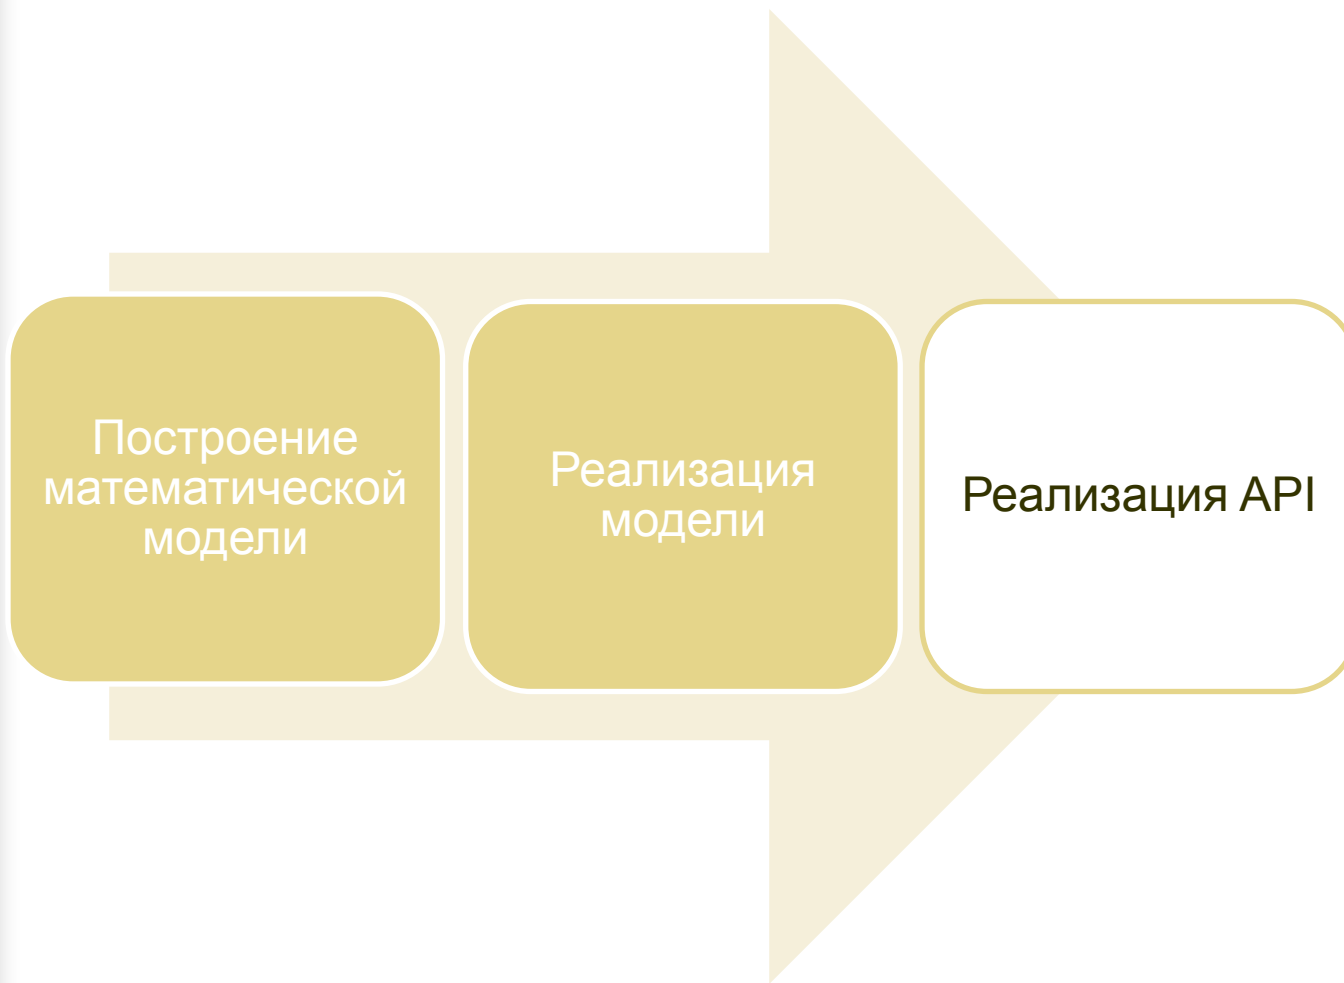 Построение
математической
модели
Реализация
модели
Реализация API